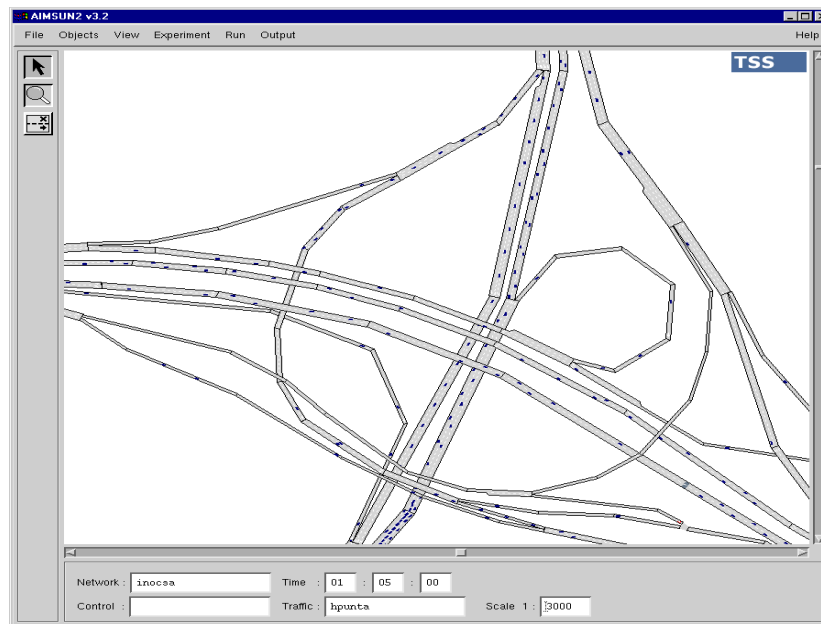 AIMSUN2 v3.2
File Objects View Experiment Run Output Help
TSS
Network : inocsa Time : 01 : 05 : 00
Control : Traffic : hpunta Scale 1 : 3000